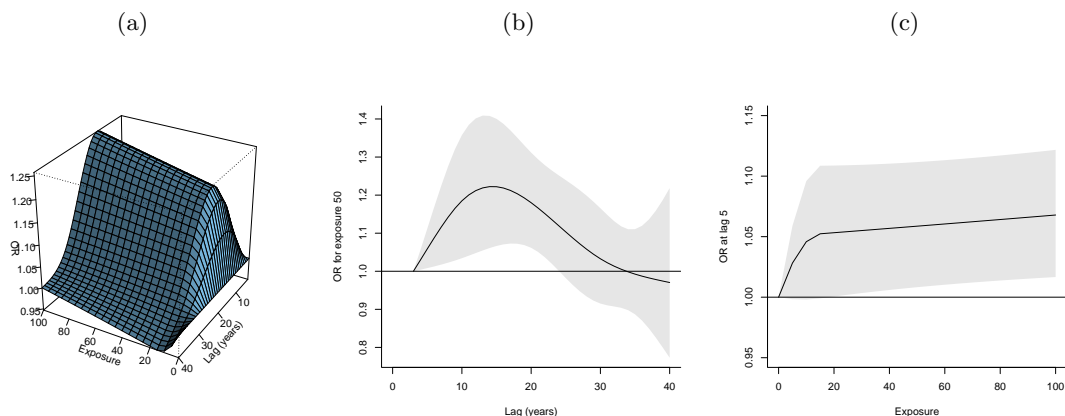 (a)
1.25
1.20
1.15
1.10
1.05
1.00
0.95
OR
100
80
60
40
20
0
Exposure
10
20
30
40
Lag (years)
(b)
1.4
1.3
1.2
1.1
1.0
0.9
0.8
OR for exposure 50
0 10 20 30 40
Lag (years)
(c)
1.15
1.10
1.05
1.00
0.95
OR at lag 5
0 20 40 60 80 100
Exposure